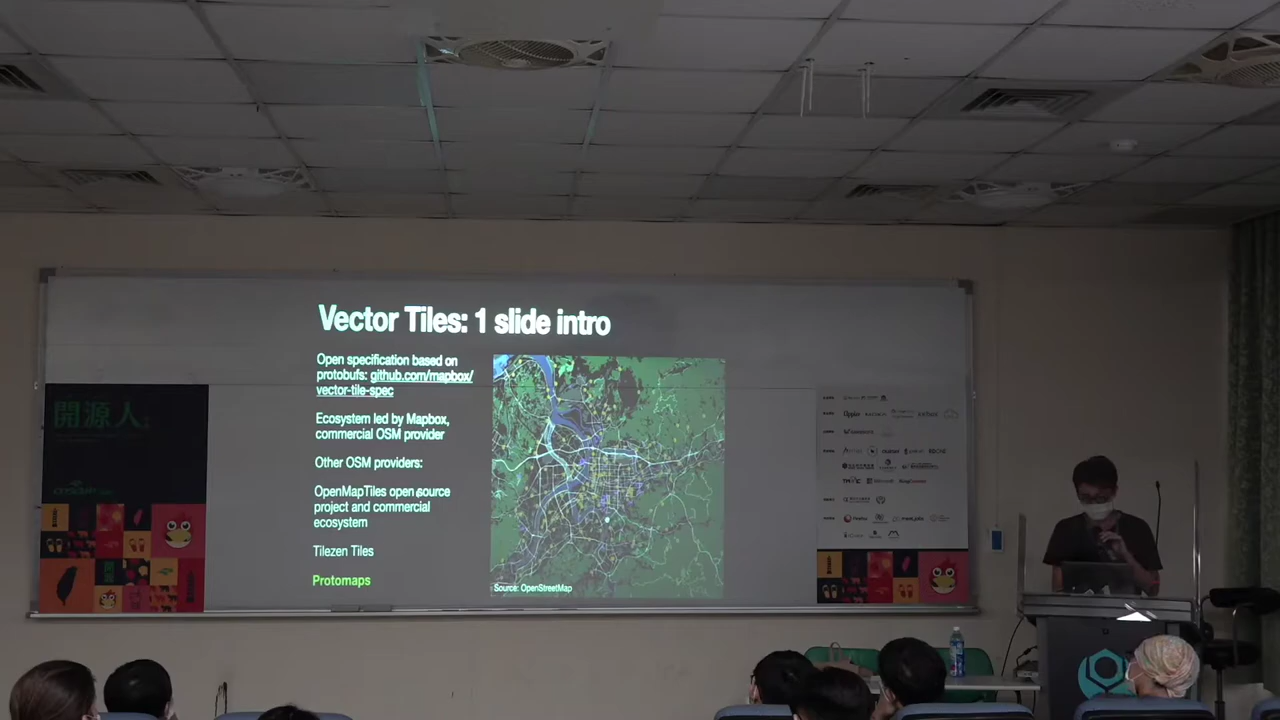 Vector Tiles: 1 slide intro
Open specification based on
protobufs: github.com/mapbox/
vector-tile-spec
Ecosystem led by Mapbox,
commercial OSM provider
Other OSM providers:
OpenMapTiles open source
project and commercial
ecosystem
Tilezen Tiles
Protomaps
Source: OpenStreetMap
開源人